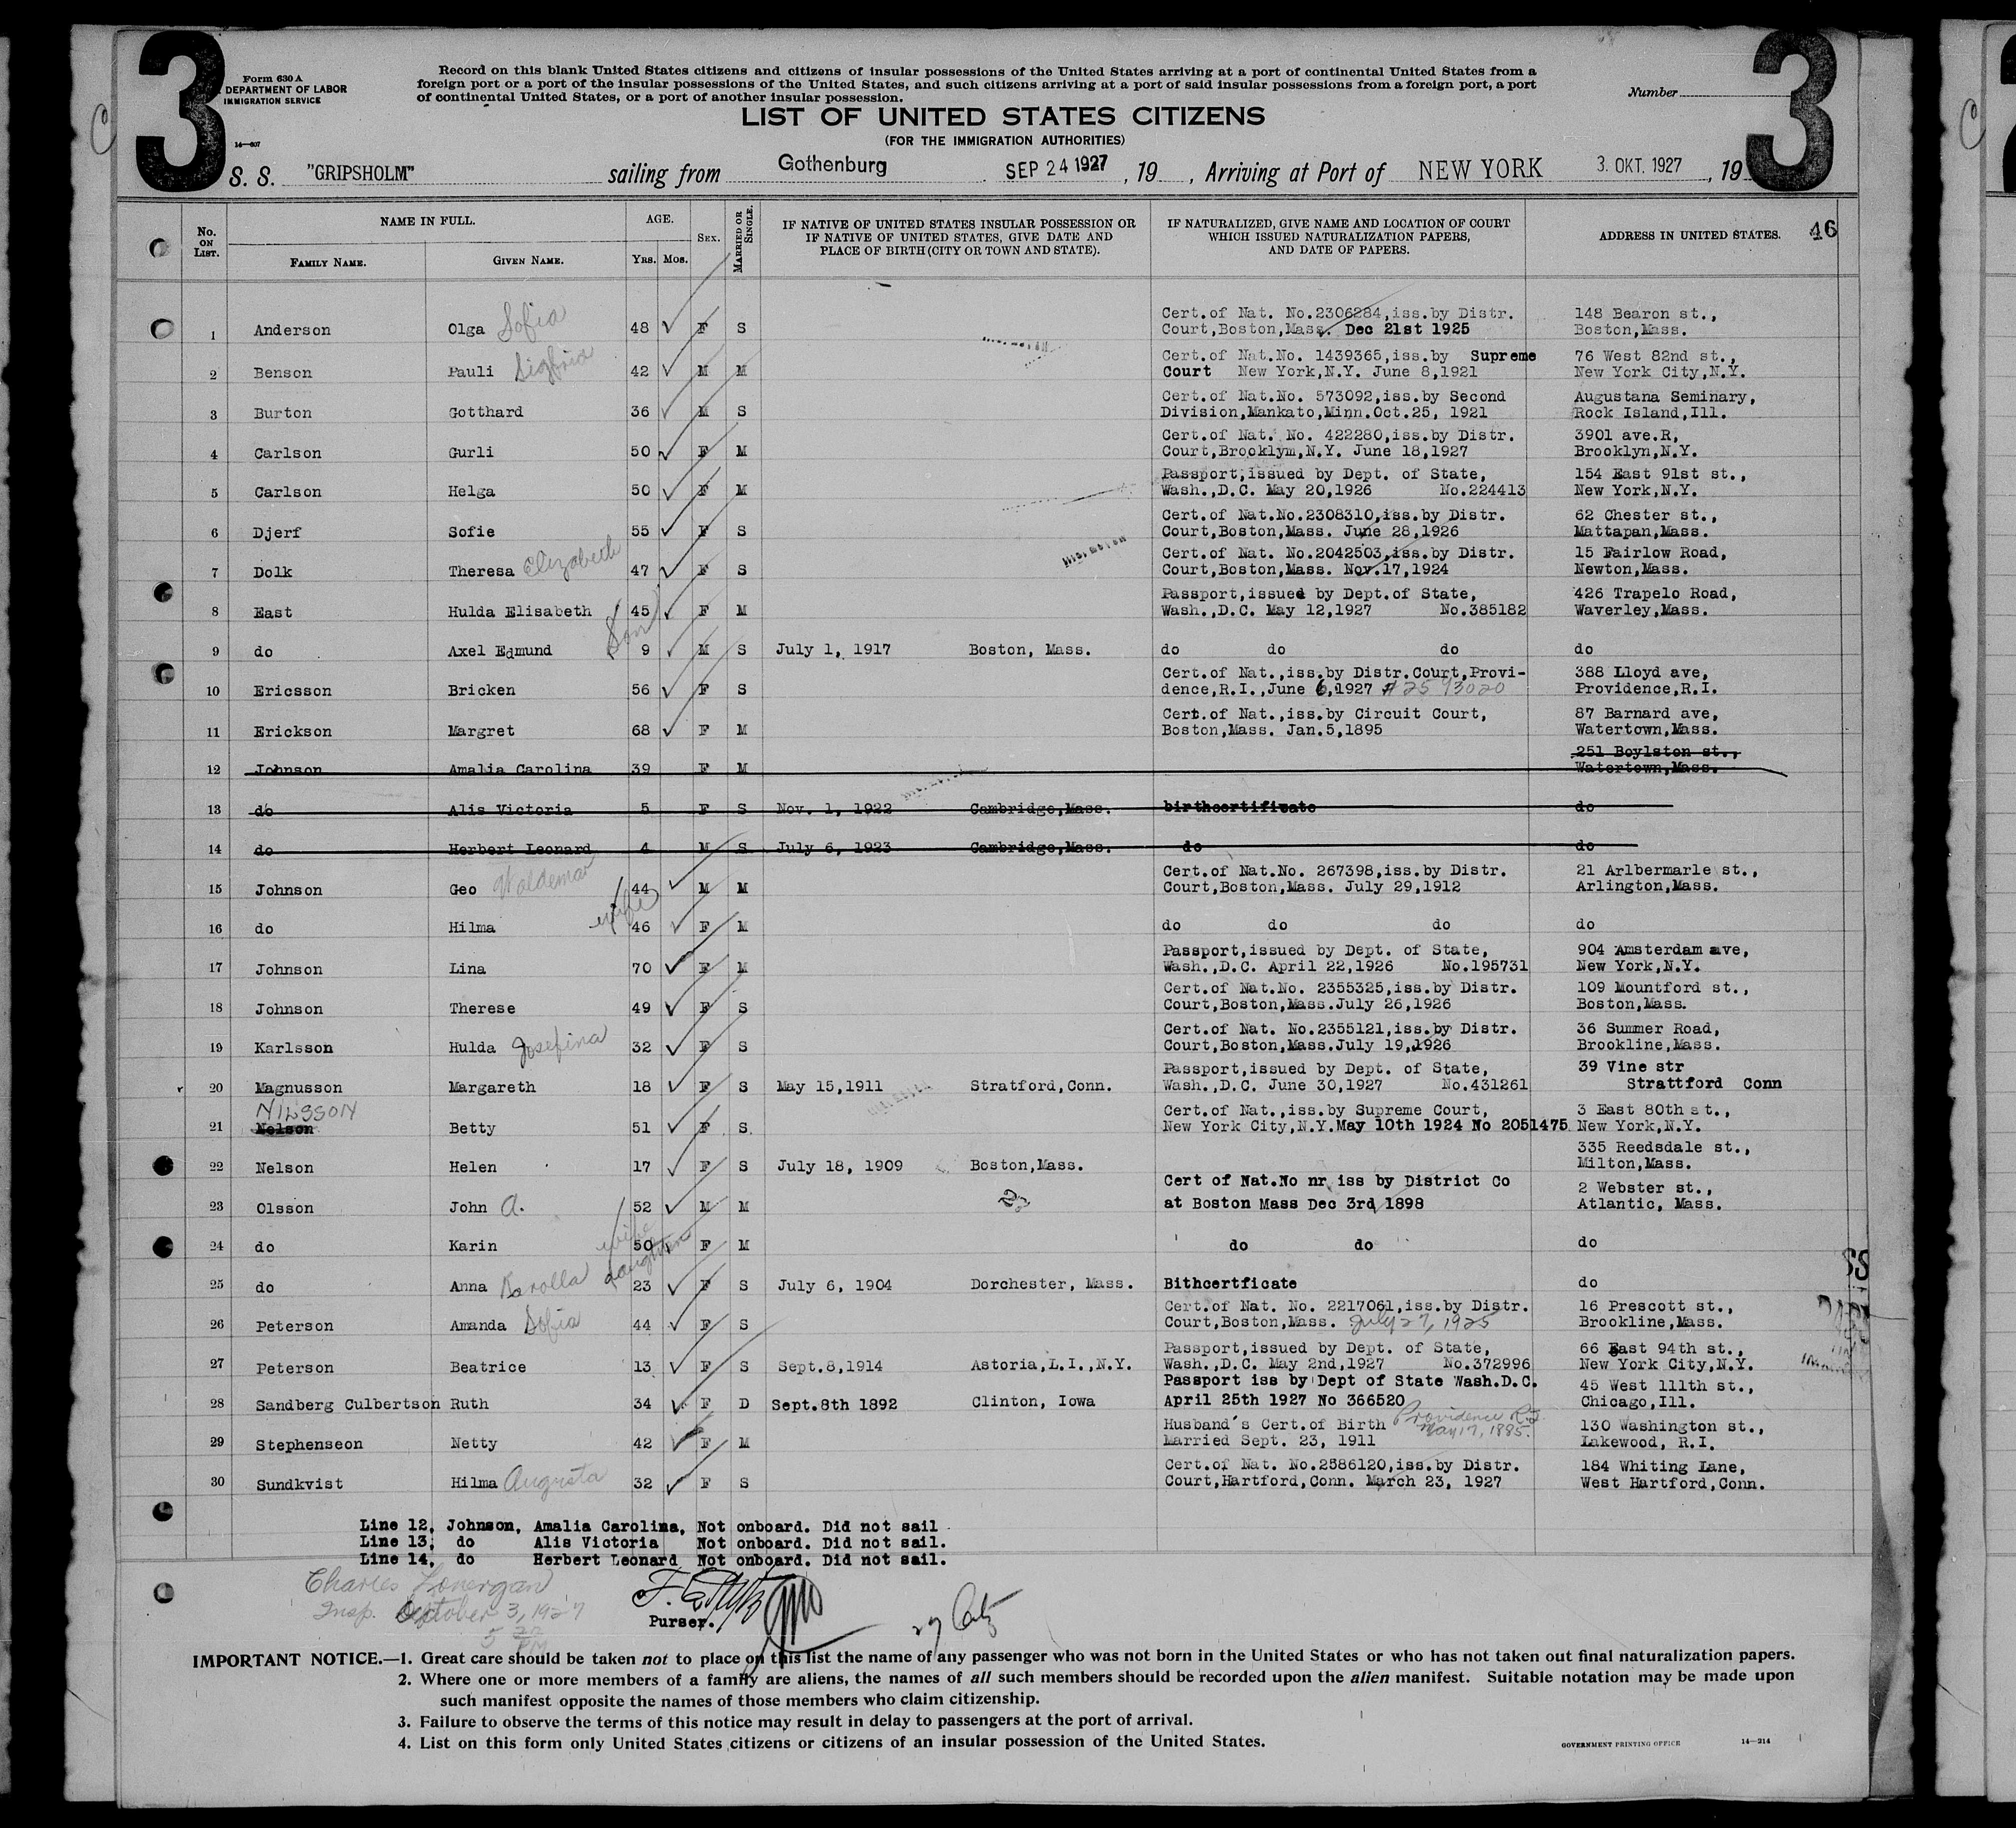 3
Form 630 A
DEPARTMENT OF LABOR
IMMIGRATION SERVICE
14—607
Record on this blank United States citizens and citizens of insular possessions of the United States arriving at a port of continental United States from a
foreign port or a port of the insular possessions of the United States, and such citizens arriving at a port of said insular possessions from a foreign port, a port
of continental United States, or a port of another insular possession.
Number
3
LIST OF UNITED STATES CITIZENS
(FOR THE IMMIGRATION AUTHORITIES)
S. S. "GRIPSHOLM" sailing from Gothenburg SEP 24 1927, 19 , Arriving at Port of NEW YORK 3. OKT. 1927, 19
No. ON LIST. NAME IN FULL. FAMILY NAME. GIVEN NAME. AGE. YRS. MOS. SEX. MARRIED OR SINGLE. IF NATIVE OF UNITED STATES INSULAR POSSESSION OR IF NATIVE OF UNITED STATES, GIVE DATE AND PLACE OF BIRTH (CITY OR TOWN AND STATE). IF NATURALIZED, GIVE NAME AND LOCATION OF COURT WHICH ISSUED NATURALIZATION PAPERS, AND DATE OF PAPERS. ADDRESS IN UNITED STATES. 46
Cert.of Nat. No.2306284,iss.by Distr. 148 Bearon st.,
1 Anderson Olga Sofia 48 F S Court,Boston,Mass. Dec 21st 1925 Boston,Mass.
Cert.of Nat.No. 1439365,iss.by Supreme 76 West 82nd st.,
2 Benson Pauli 42 M M Court New York,N.Y. June 8,1921 New York City,N.Y.
Cert.of Nat.No. 573092,iss.by Second Augustana Seminary,
3 Burton Gotthard 36 M S Division,Mankato,Minn.Oct.25, 1921 Rock Island,Ill.
Cert.of Nat. No. 422280,iss.by Distr. 3901 ave.R,
4 Carlson Gurli 50 F M Court,Brooklym,N.Y. June 18,1927 Brooklyn,N.Y.
Passport,issued by Dept. of State, 154 East 91st st.,
5 Carlson Helga 50 F M Wash.,D.C. May 20,1926 No.224413 New York,N.Y.
Cert.of Nat.No.2308310,iss.by Distr. 62 Chester st.,
6 Djerf Sofie 55 F S Court,Boston,Mass. June 28,1926 Mattapan,Mass.
Cert.of Nat. No.2042503,iss.by Distr. 15 Fairlow Road,
7 Dolk Theresa Elizabeth 47 F S Court,Boston,Mass. Nov.17,1924 Newton,Mass.
Passport,issued by Dept.of State, 426 Trapelo Road,
8 East Hulda Elisabeth 45 F M Wash.,D.C. May 12,1927 No.385182 Waverley,Mass.
9 do Axel Edmund Son 9 M S July 1, 1917 Boston, Mass. do do do do
Cert.of Nat.,iss.by Distr.Court,Provi- 388 Lloyd ave,
10 Ericsson Bricken 56 F S dence,R.I.,June 6,1927 #2593020 Providence,R.I.
Cert.of Nat.,iss.by Circuit Court, 87 Barnard ave,
11 Erickson Margret 68 F M Boston,Mass. Jan.5,1895 Watertown,Mass.
251 Boylston st.,
12 Johnson Amalia Carolina 39 F M Watertown,Mass.
13 do Alis Victoria 5 F S Nov. 1, 1922 Cambridge,Mass. birthcertificate do
14 do Herbert Leonard 4 M S July 6, 1923 Cambridge,Mass. do do
Cert.of Nat.No. 267398,iss.by Distr. 21 Arlbermarle st.,
15 Johnson Geo Waldemar 44 M M Court,Boston,Mass. July 29,1912 Arlington,Mass.
16 do Hilma wife 46 F M do do do do
Passport,issued by Dept. of State, 904 Amsterdam ave,
17 Johnson Lina 70 F M Wash.,D.C. April 22,1926 No.195731 New York,N.Y.
Cert.of Nat.No. 2355325,iss.by Distr. 109 Mountford st.,
18 Johnson Therese 49 F S Court,Boston,Mass.July 26,1926 Boston,Mass.
Cert.of Nat. No.2355121,iss.by Distr. 36 Summer Road,
19 Karlsson Hulda Josefina 32 F S Court,Boston,Mass.July 19,1926 Brookline,Mass.
Passport,issued by Dept. of State, 39 Vine str
20 Magnusson Margareth 18 F S May 15,1911 Stratford,Conn. Wash.,D.C. June 30,1927 No.431261 Strattford Conn
NILSSON Cert.of Nat.,iss.by Supreme Court, 3 East 80th st.,
21 Nelson Betty 51 F S New York City,N.Y.May 10th 1924 No 2051475 New York,N.Y.
335 Reedsdale st.,
22 Nelson Helen 17 F S July 18, 1909 Boston,Mass. Milton,Mass.
Cert of Nat.No nr iss by District Co 2 Webster st.,
23 Olsson John A. 52 M M at Boston Mass Dec 3rd 1898 Atlantic, Mass.
24 do Karin wife 50 F M do do do
25 do Anna daughter 23 F S July 6, 1904 Dorchester, Mass. Bithcertficate do
Cert.of Nat. No. 2217061,iss.by Distr. 16 Prescott st.,
26 Peterson Amanda Sofia 44 F S Court,Boston,Mass. July 27, 1925 Brookline,Mass.
Passport,issued by Dept. of State, 66 East 94th st.,
27 Peterson Beatrice 13 F S Sept.8,1914 Astoria,L.I.,N.Y. Wash.,D.C. May 2nd,1927 No.372996 New York City,N.Y.
Passport iss by Dept of State Wash.D.C. 45 West 111th st.,
28 Sandberg Culbertson Ruth 34 F D Sept.8th 1892 Clinton, Iowa April 25th 1927 No 366520 Chicago,Ill.
Husband's Cert.of Birth Providence R.I. May 17, 1885. 130 Washington st.,
29 Stephenseon Netty 42 F M Married Sept. 23, 1911 Lakewood, R.I.
Cert.of Nat. No.2586120,iss.by Distr. 184 Whiting Lane,
30 Sundkvist Hilma Augusta 32 F S Court,Hartford,Conn. March 23, 1927 West Hartford,Conn.
Line 12, Johnson, Amalia Carolina, Not onboard. Did not sail
Line 13, do Alis Victoria Not onboard. Did not sail.
Line 14, do Herbert Leonard Not onboard. Did not sail.
Charles Lonergan
Insp. October 3, 1927
Purser.
IMPORTANT NOTICE.—1. Great care should be taken not to place on this list the name of any passenger who was not born in the United States or who has not taken out final naturalization papers.
2. Where one or more members of a family are aliens, the names of all such members should be recorded upon the alien manifest. Suitable notation may be made upon
such manifest opposite the names of those members who claim citizenship.
3. Failure to observe the terms of this notice may result in delay to passengers at the port of arrival.
4. List on this form only United States citizens or citizens of an insular possession of the United States.
GOVERNMENT PRINTING OFFICE 14—214